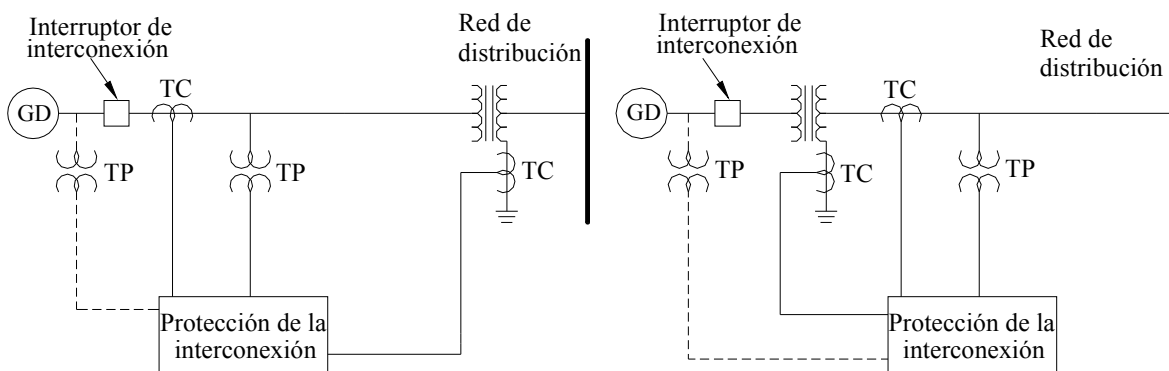 Interruptor de
interconexión
Red de
distribución
TC
GD
TP
TP
TC
Protección de la
interconexión
Interruptor de
interconexión
Red de
distribución
TC
GD
TP
TC
TP
Protección de la
interconexión